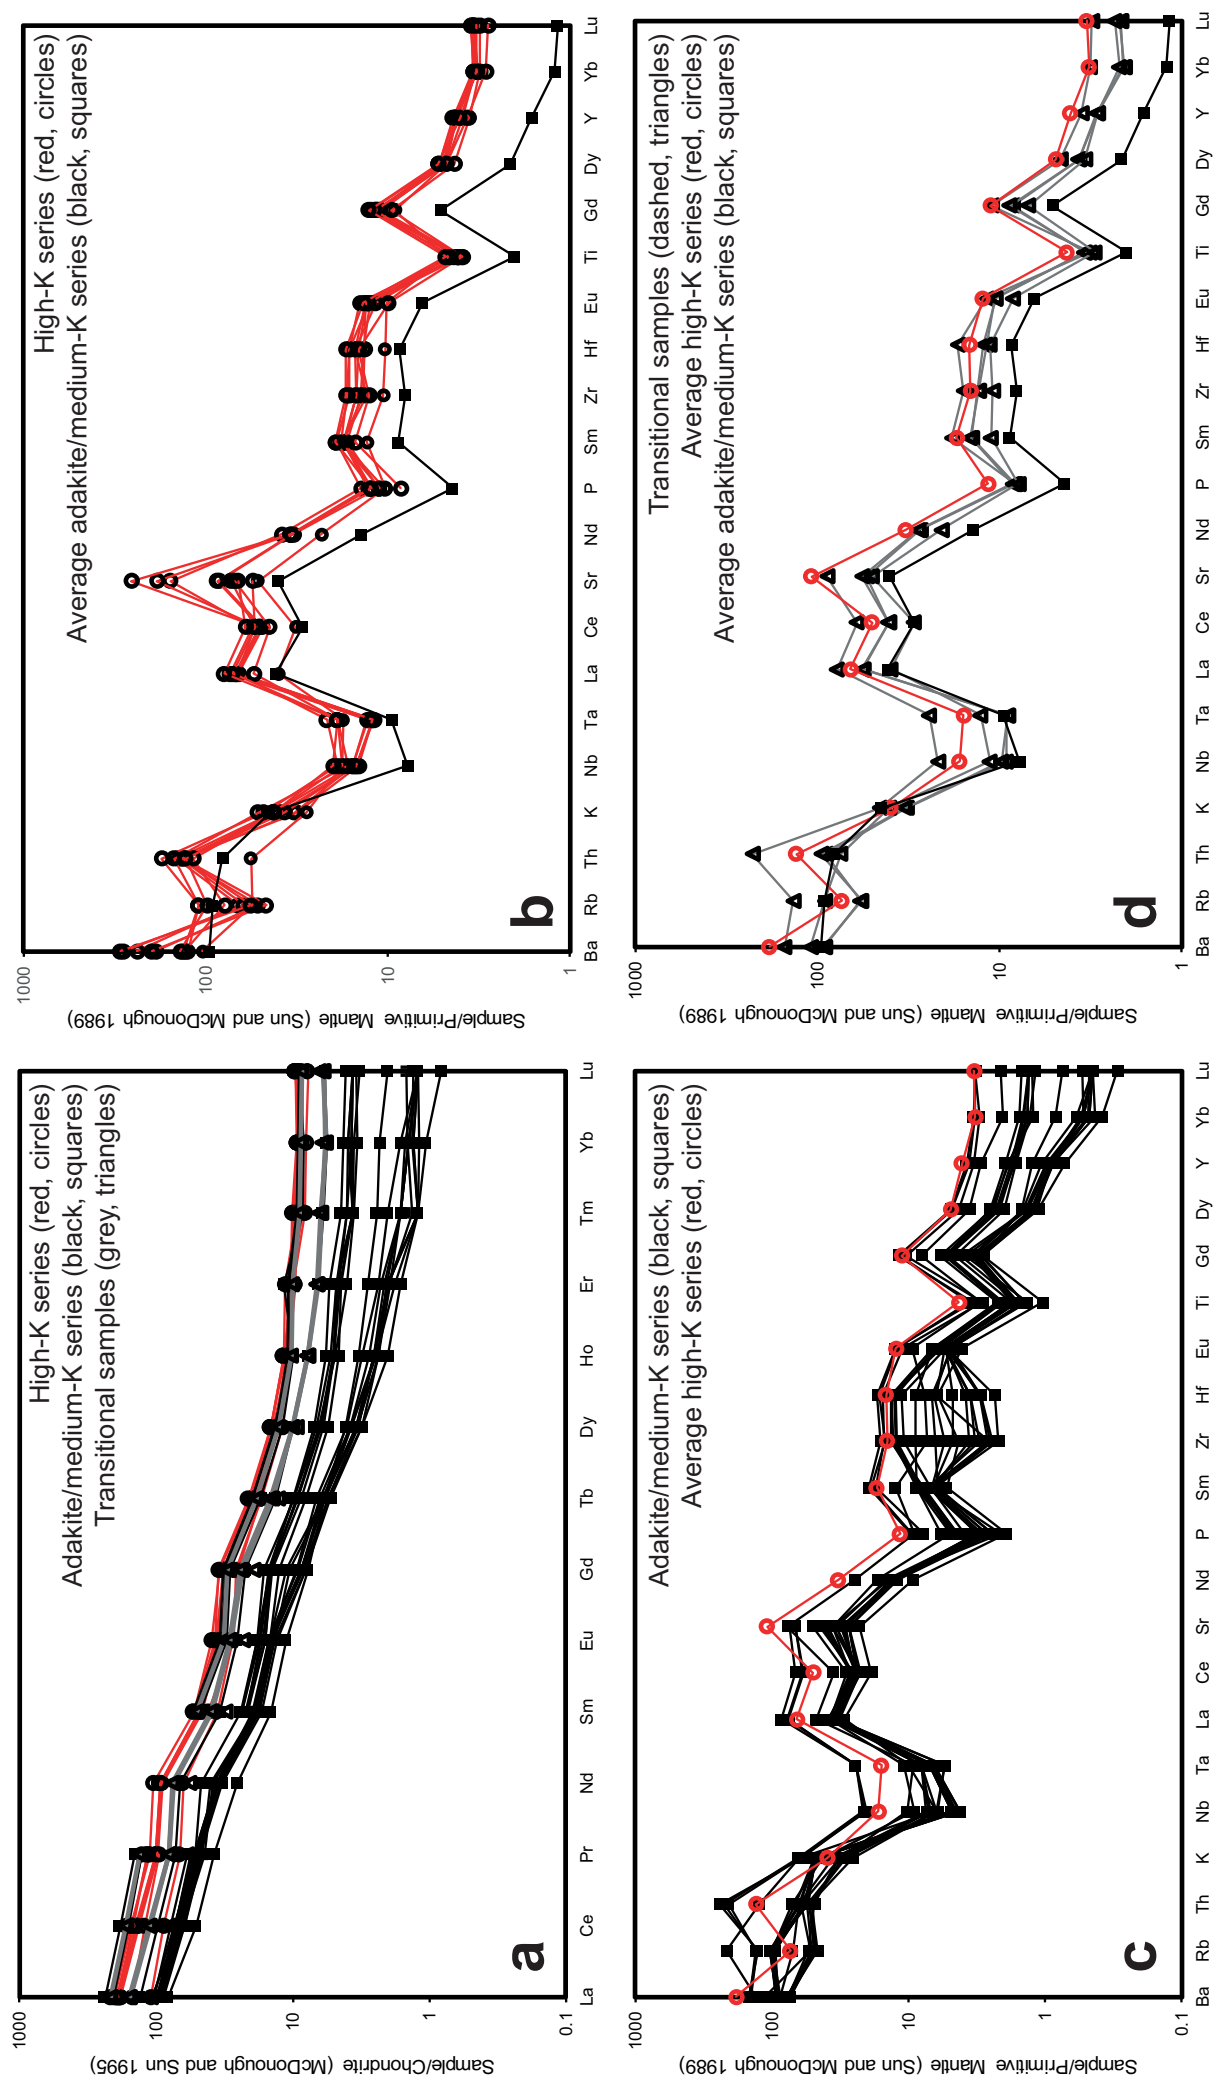 High-K series (red, circles)
Adakite/medium-K series (black, squares)
Transitional samples (grey, triangles)
a
Sample/Chondrite (McDonough and Sun 1995)
1000
100
10
1
0.1
La Ce Pr Nd Sm Eu Gd Tb Dy Ho Er Tm Yb Lu
High-K series (red, circles)
Average adakite/medium-K series (black, squares)
b
Sample/Primitive Mantle (Sun and McDonough 1989)
1000
100
10
1
Ba Rb Th K Nb Ta La Ce Sr Nd P Sm Zr Hf Eu Ti Gd Dy Y Yb Lu
Adakite/medium-K series (black, squares)
Average high-K series (red, circles)
c
Sample/Primitive Mantle (Sun and McDonough 1989)
1000
100
10
1
0.1
Ba Rb Th K Nb Ta La Ce Sr Nd P Sm Zr Hf Eu Ti Gd Dy Y Yb Lu
Transitional samples (dashed, triangles)
Average high-K series (red, circles)
Average adakite/medium-K series (black, squares)
d
Sample/Primitive Mantle (Sun and McDonough 1989)
1000
100
10
1
Ba Rb Th K Nb Ta La Ce Sr Nd P Sm Zr Hf Eu Ti Gd Dy Y Yb Lu